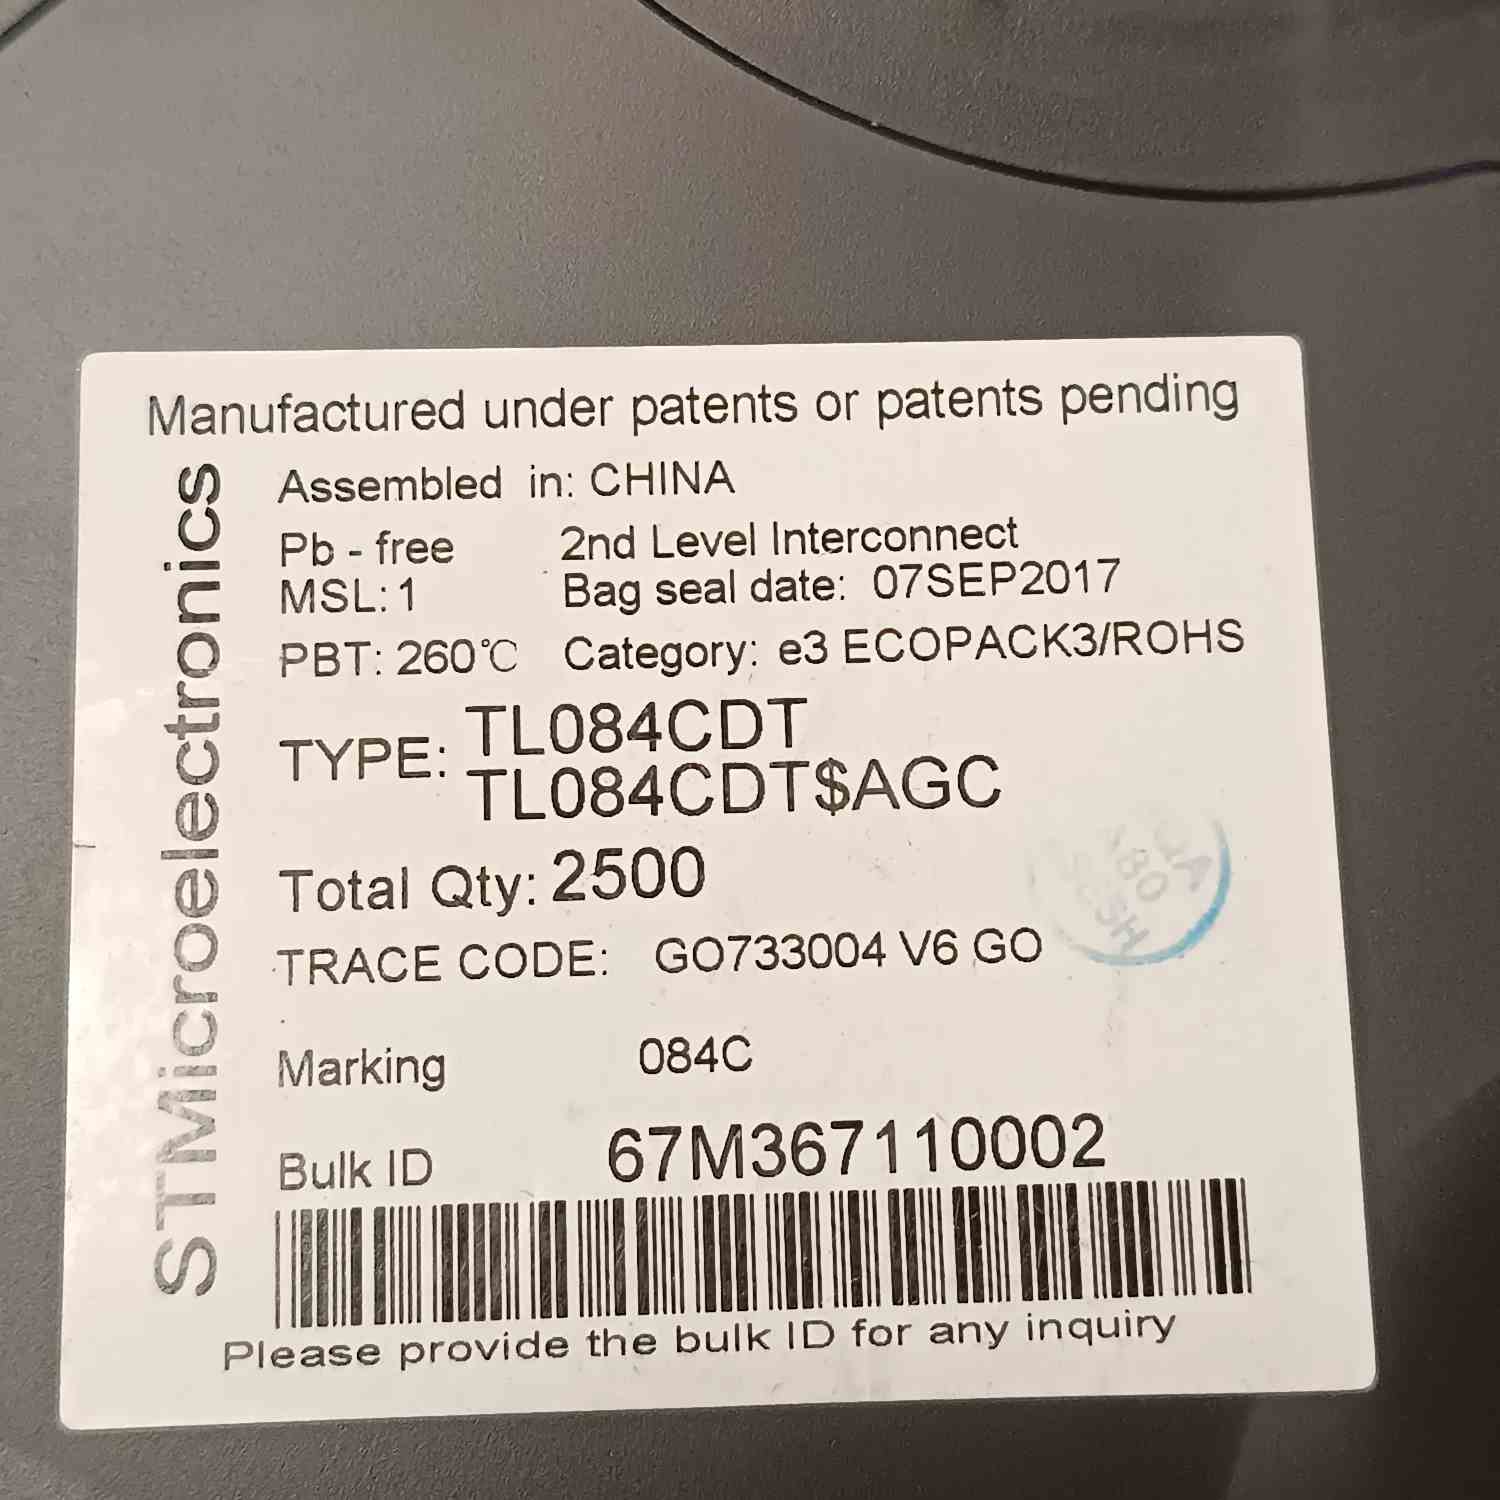 Manufactured under patents or patents pending
STMicroelectronics
Assembled in: CHINA
Pb - free 2nd Level Interconnect
MSL: 1 Bag seal date: 07SEP2017
PBT: 260℃ Category: e3 ECOPACK3/ROHS
TYPE: TL084CDT
TL084CDT$AGC
Total Qty: 2500
TRACE CODE: GO733004 V6 GO
Marking 084C
Bulk ID 67M367110002
Please provide the bulk ID for any inquiry
QA